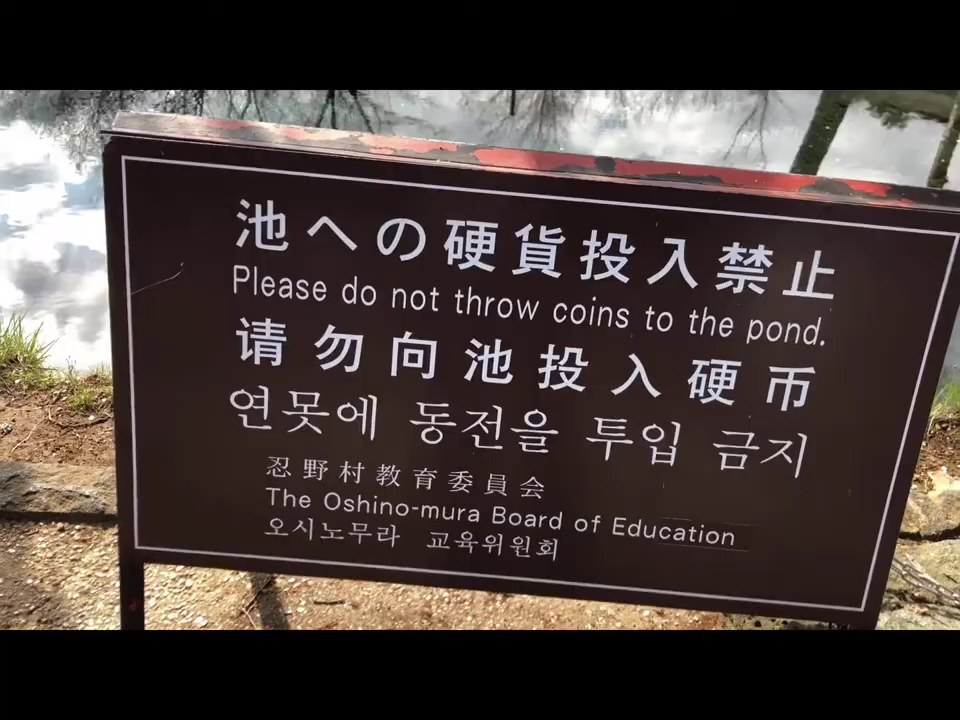 池への硬貨投入禁止
Please do not throw coins to the pond.
请勿向池投入硬币
연못에 동전을 투입 금지
忍野村教育委員会
The Oshino-mura Board of Education
오시노무라 교육위원회